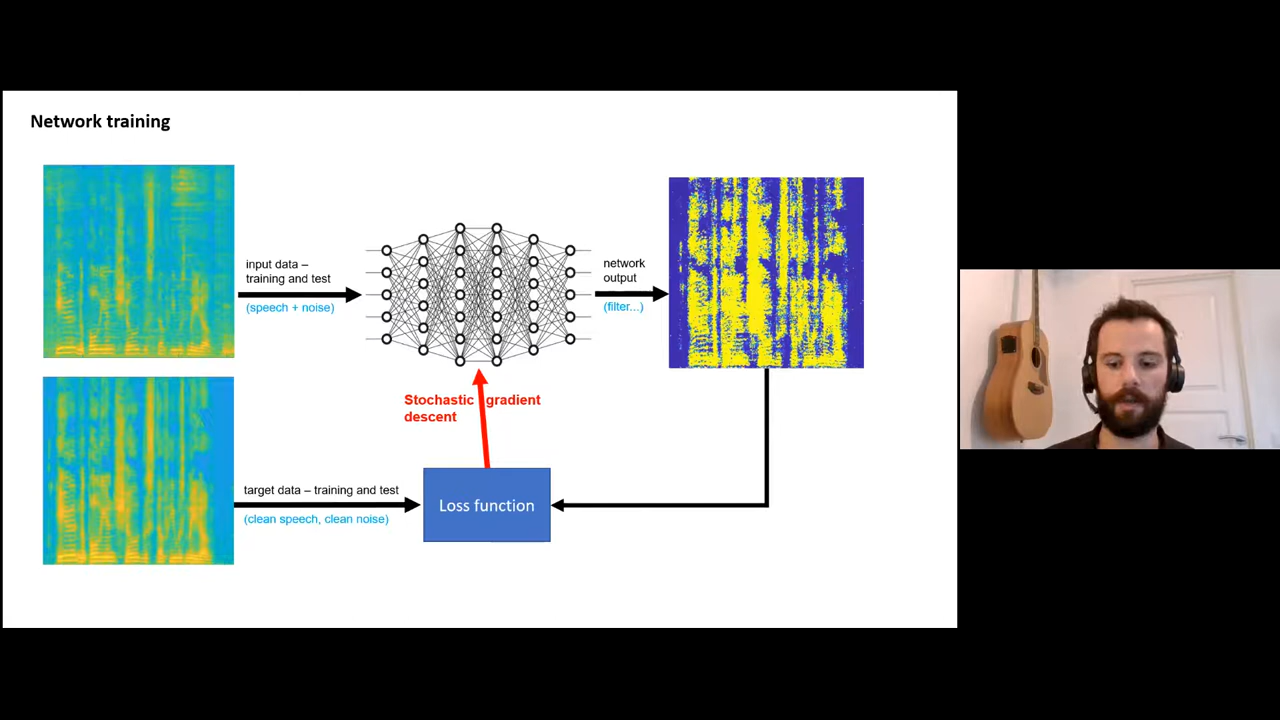 Network training
input data –
training and test
(speech + noise)
network
output
(filter...)
Stochastic gradient
descent
target data – training and test
(clean speech, clean noise)
Loss function